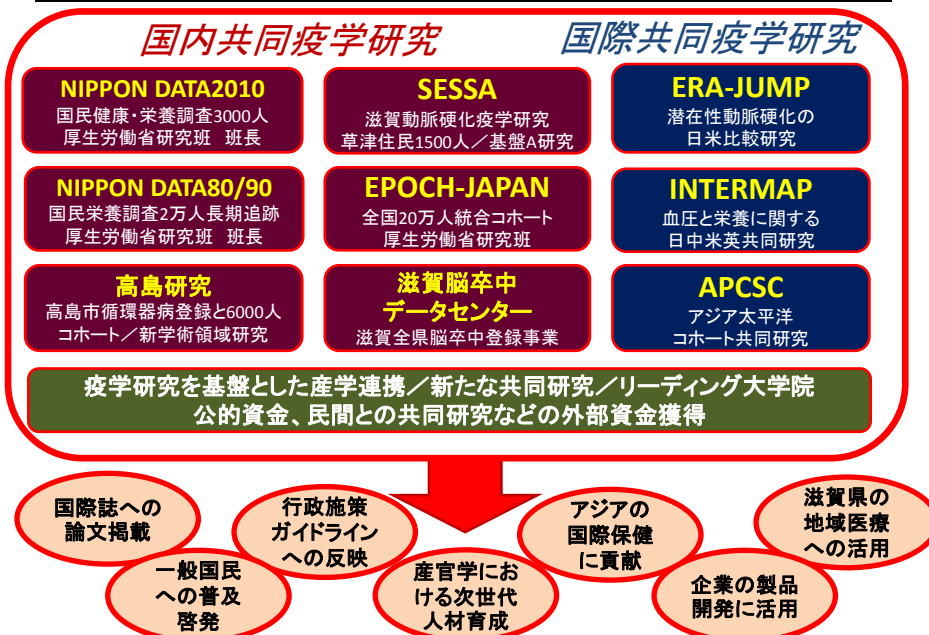 国内共同疫学研究
国際共同疫学研究
NIPPON DATA2010
国民健康・栄養調査3000人
厚生労働省研究班 班長
SESSA
滋賀動脈硬化疫学研究
草津住民1500人／基盤A研究
ERA-JUMP
潜在性動脈硬化の
日米比較研究
NIPPON DATA80/90
国民栄養調査2万人長期追跡
厚生労働省研究班 班長
EPOCH-JAPAN
全国20万人統合コホート
厚生労働省研究班
INTERMAP
血圧と栄養に関する
日中米英共同研究
高島研究
高島市循環器病登録と6000人
コホート／新学術領域研究
滋賀脳卒中
データセンター
滋賀全県脳卒中登録事業
APCSC
アジア太平洋
コホート共同研究
疫学研究を基盤とした産学連携／新たな共同研究／リーディング大学院
公的資金、民間との共同研究などの外部資金獲得
国際誌への
論文掲載
一般国民
への普及
啓発
行政施策
ガイドライン
への反映
産官学にお
ける次世代
人材育成
アジアの
国際保健
に貢献
企業の製品
開発に活用
滋賀県の
地域医療
への活用